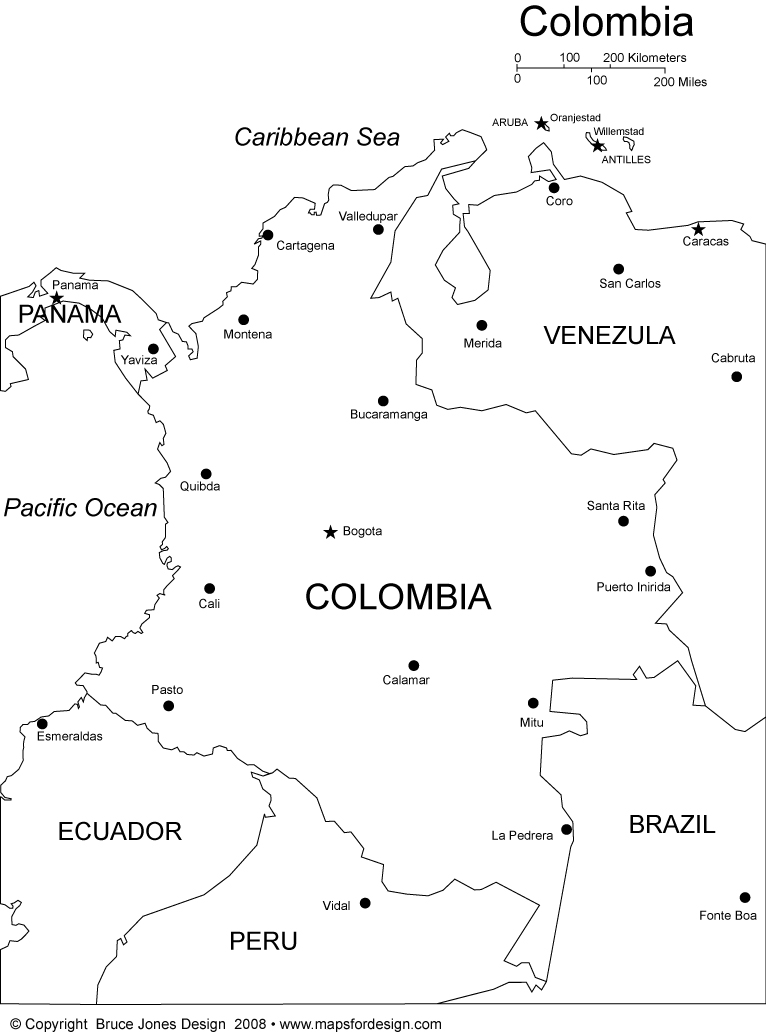 Colombia
0 100 200 Kilometers
0 100 200 Miles
ARUBA
Oranjestad
Willemstad
ANTILLES
Caribbean Sea
Coro
Valledupar
Cartagena
Caracas
San Carlos
Panama
PANAMA
Montena
Merida
VENEZULA
Yaviza
Cabruta
Bucaramanga
Quibda
Pacific Ocean
Santa Rita
Bogota
Puerto Inirida
COLOMBIA
Cali
Calamar
Pasto
Mitu
Esmeraldas
ECUADOR
BRAZIL
La Pedrera
Vidal
Fonte Boa
PERU
© Copyright Bruce Jones Design 2008 • www.mapsfordesign.com